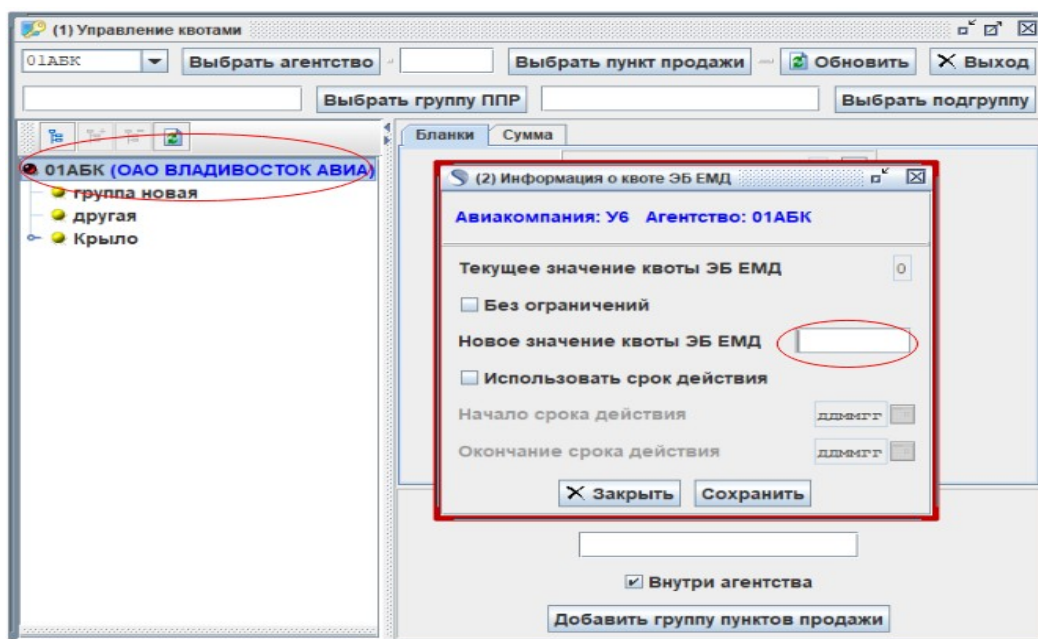 (1) Управление квотами
01АБК Выбрать агентство Выбрать пункт продажи Обновить Выход
Выбрать группу ППР Выбрать подгруппу
Бланки Сумма
01АБК (ОАО ВЛАДИВОСТОК АВИА)
группа новая
другая
Крыло
(2) Информация о квоте ЭБ ЕМД
Авиакомпания: У6 Агентство: 01АБК
Текущее значение квоты ЭБ ЕМД 0
Без ограничений
Новое значение квоты ЭБ ЕМД
Использовать срок действия
Начало срока действия ддммгг
Окончание срока действия ддммгг
Закрыть Сохранить
Внутри агентства
Добавить группу пунктов продажи